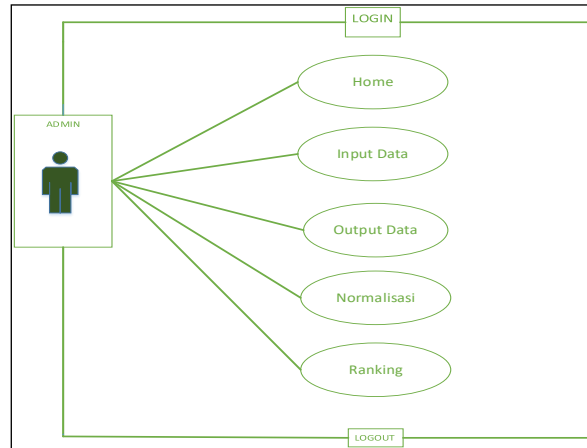 LOGIN
Home
ADMIN
Input Data
Output Data
Normalisasi
Ranking
LOGOUT